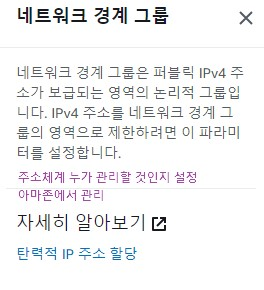 네트워크 경계 그룹
네트워크 경계 그룹은 퍼블릭 IPv4 주
소가 보급되는 영역의 논리적 그룹입
니다. IPv4 주소를 네트워크 경계 그
룹의 영역으로 제한하려면 이 파라미
터를 설정합니다.
주소체계 누가 관리할 것인지 설정
아마존에서 관리
자세히 알아보기
탄력적 IP 주소 할당